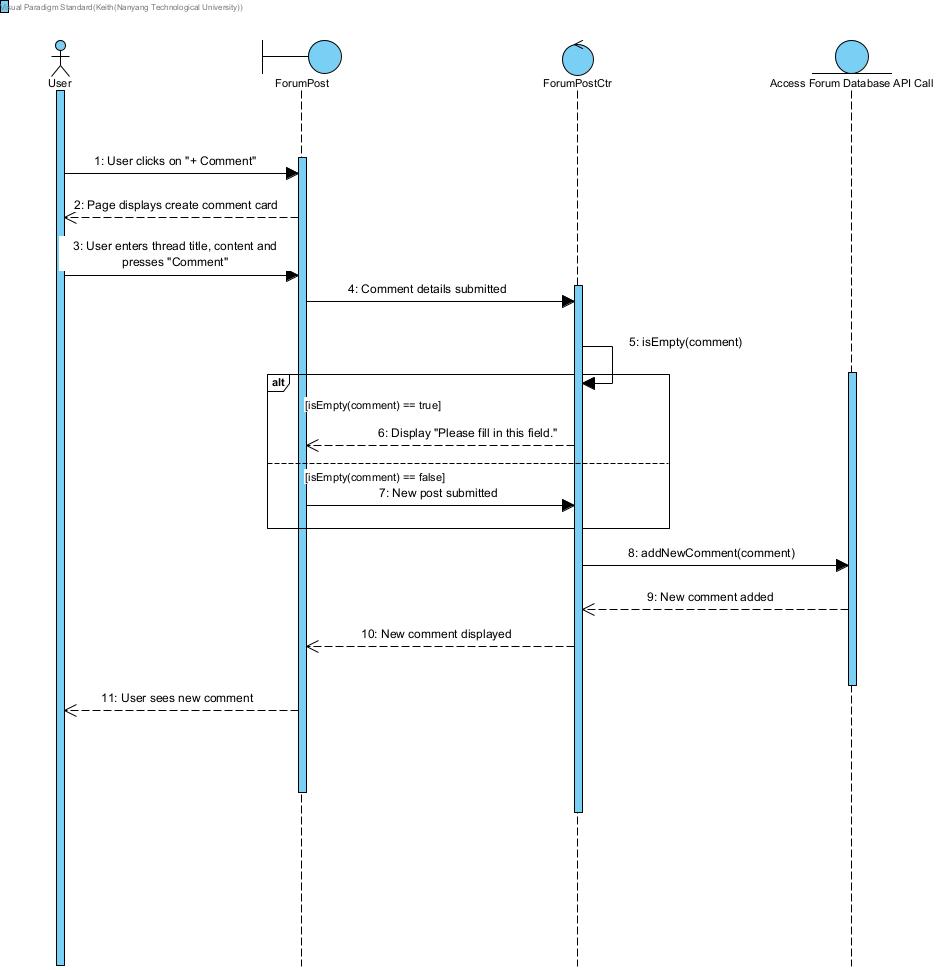 Visual Paradigm Standard(Keith(Nanyang Technological University))
User
ForumPost
ForumPostCtr
Access Forum Database API Call
1: User clicks on "+ Comment"
2: Page displays create comment card
3: User enters thread title, content and
presses "Comment"
4: Comment details submitted
5: isEmpty(comment)
alt
[isEmpty(comment) == true]
6: Display "Please fill in this field."
[isEmpty(comment) == false]
7: New post submitted
8: addNewComment(comment)
9: New comment added
10: New comment displayed
11: User sees new comment